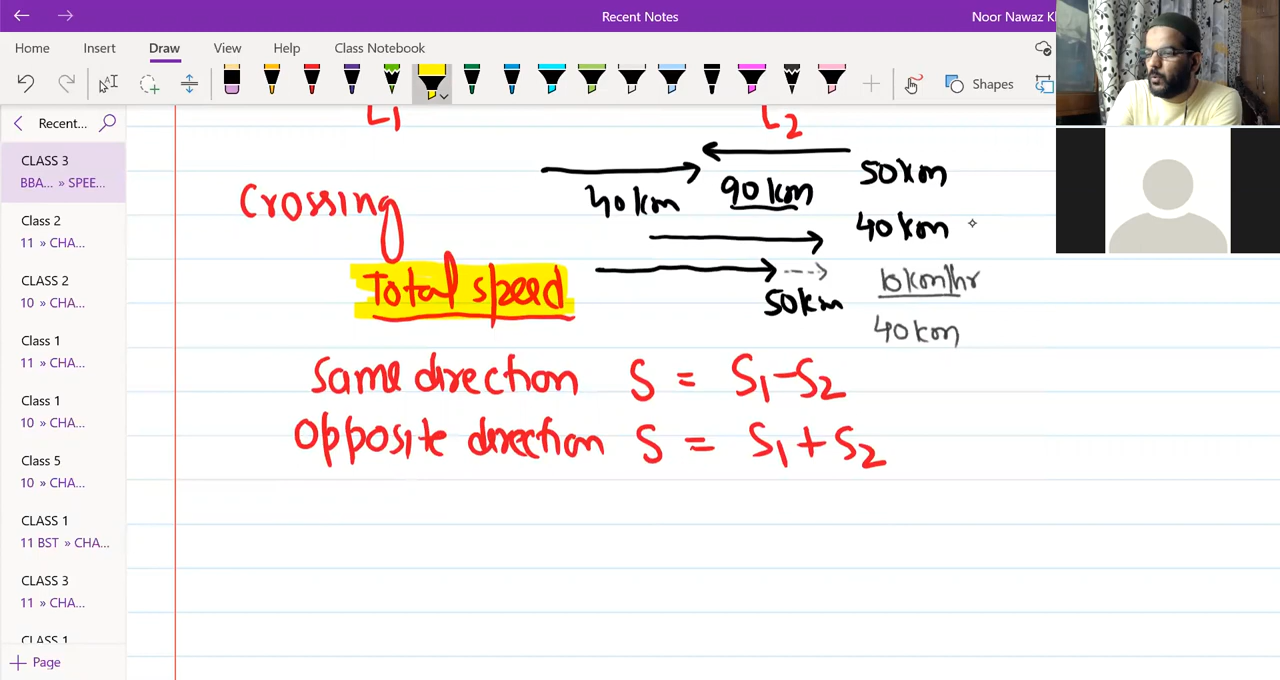 Recent Notes
Noor Nawaz Kh
Home Insert Draw View Help Class Notebook
Shapes
Recent...
CLASS 3
BBA... » SPEE...
Class 2
11 » CHA...
CLASS 2
10 » CHA...
Class 1
11 » CHA...
Class 1
10 » CHA...
Class 5
10 » CHA...
CLASS 1
11 BST » CHA...
CLASS 3
11 » CHA...
CLASS 1
Page
L1 L2
50km
Crossing 40km 90km
40km
Total speed 50km 10km/hr
40km
Same direction S = S1-S2
Opposite direction S = S1+S2